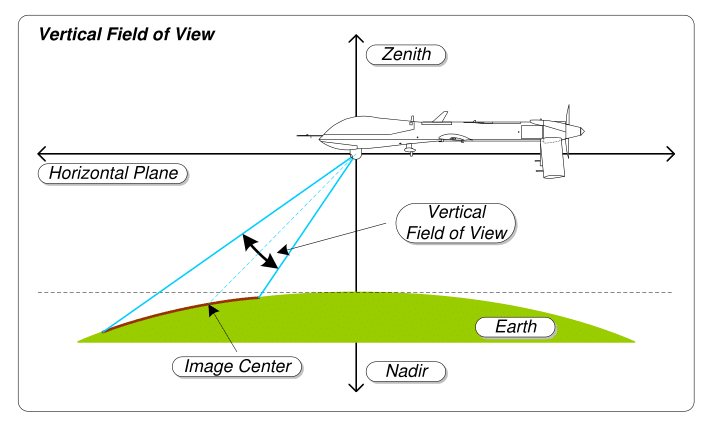 Vertical Field of View
Zenith
Horizontal Plane
Vertical
Field of View
Earth
Image Center
Nadir